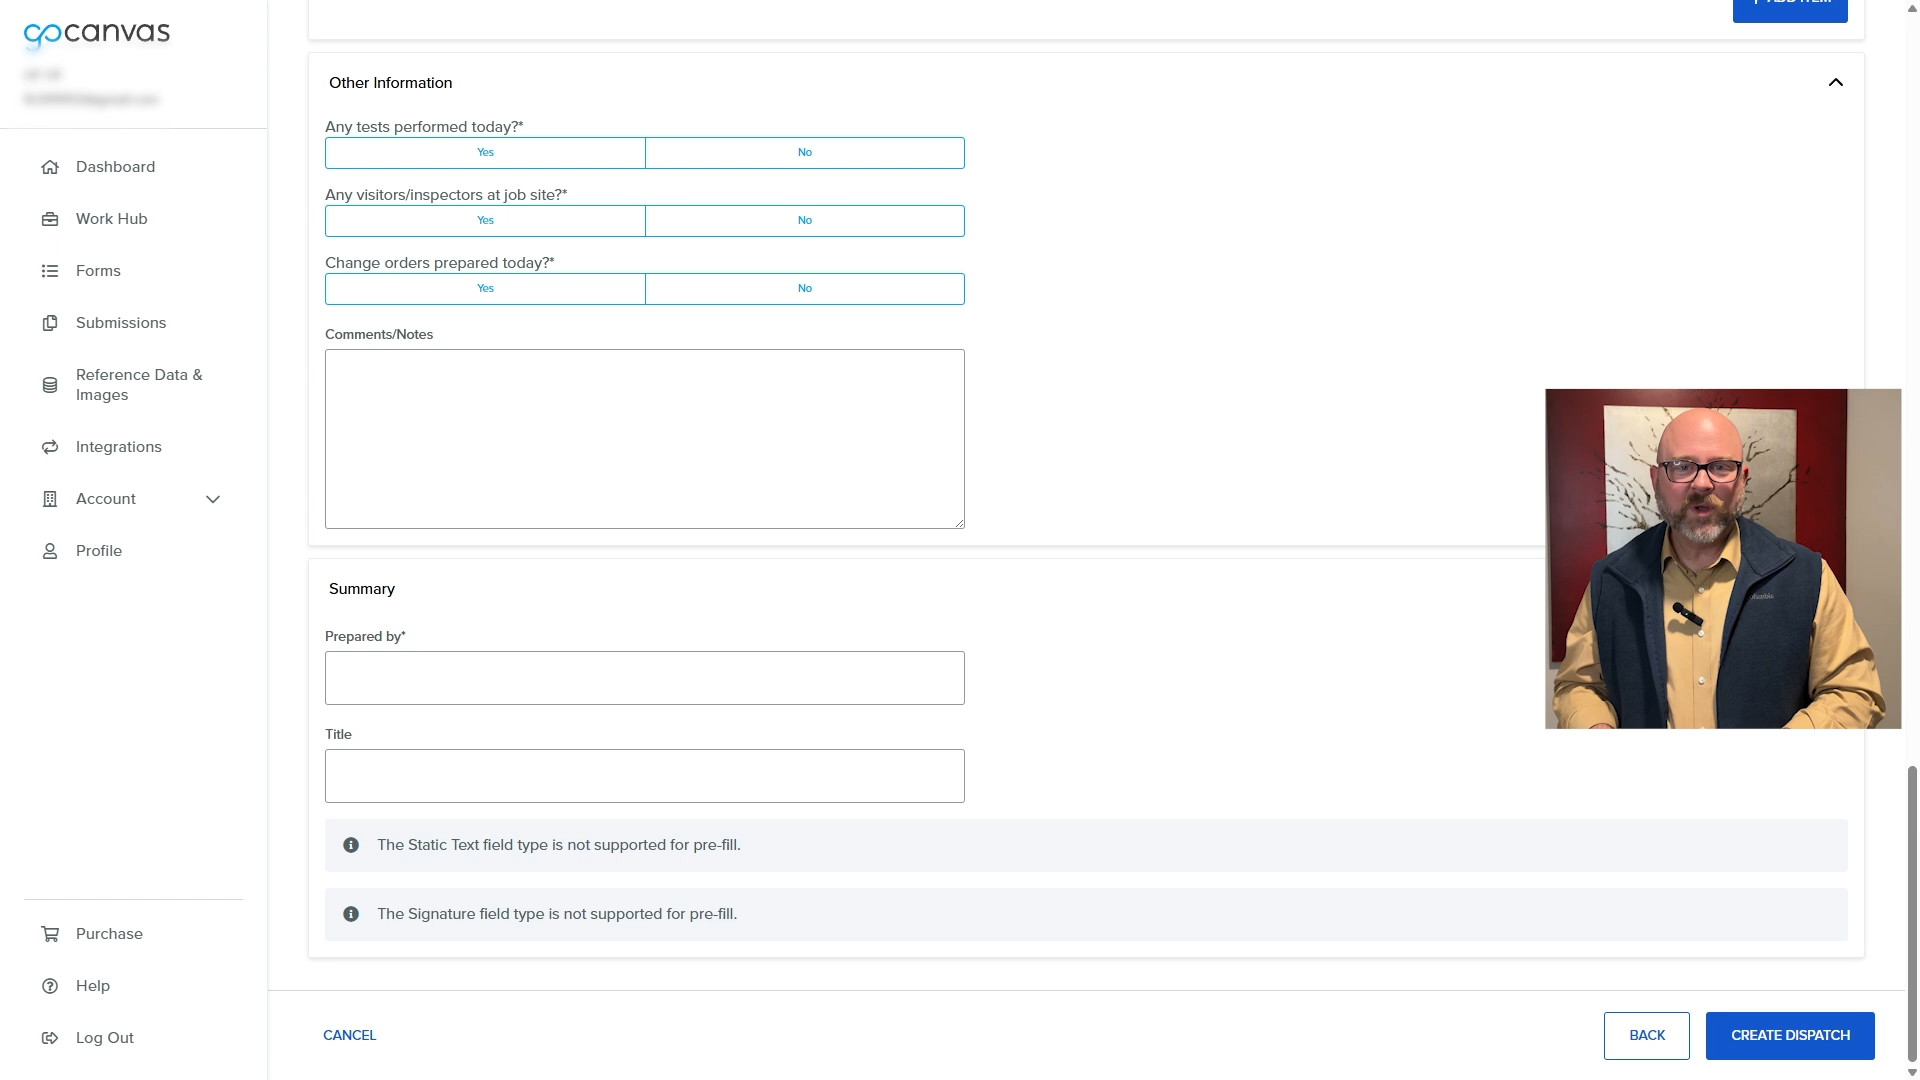 gocanvas
Dashboard
Work Hub
Forms
Submissions
Reference Data &
Images
Integrations
Account
Profile
Purchase
Help
Log Out
Other Information
Any tests performed today?*
Yes No
Any visitors/inspectors at job site?*
Yes No
Change orders prepared today?*
Yes No
Comments/Notes
Summary
Prepared by*
Title
The Static Text field type is not supported for pre-fill.
The Signature field type is not supported for pre-fill.
CANCEL
BACK
CREATE DISPATCH